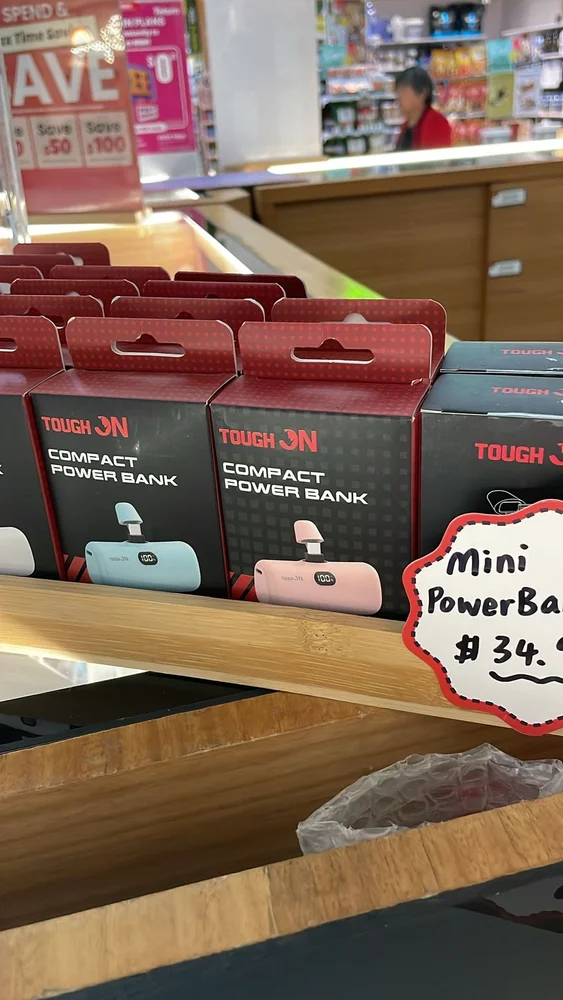 SPEND &
AVE
Save
$50
Save
$100
$0
TOUGH ON
COMPACT
POWER BANK
100%
TOUGH ON
COMPACT
POWER BANK
100%
TOUGH
TOUGH
TOUGH
Mini
PowerBa
$34.